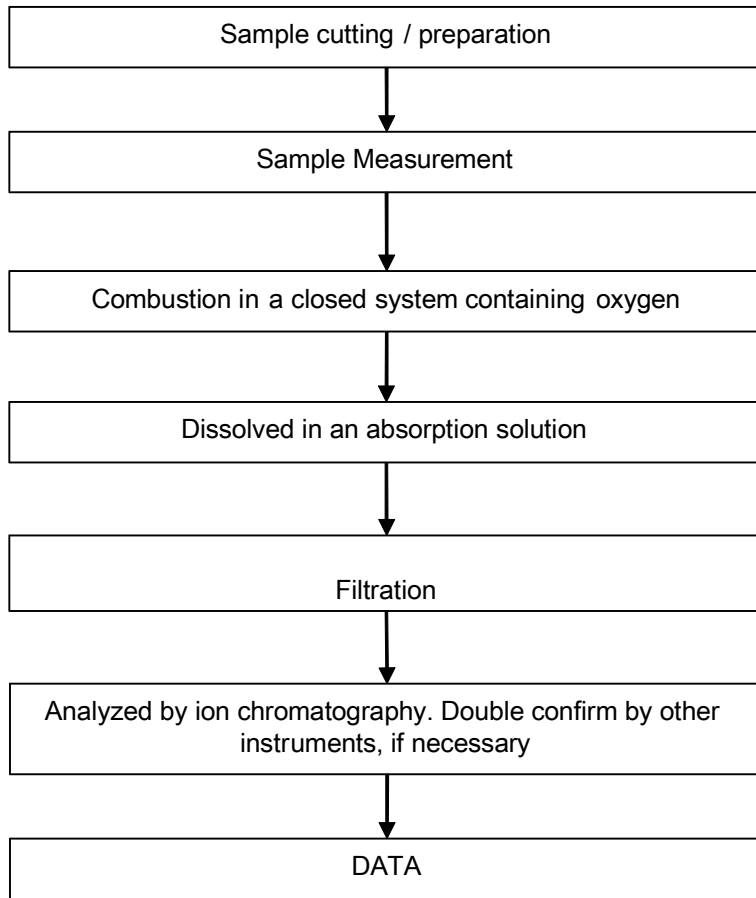 Sample cutting / preparation
Sample Measurement
Combustion in a closed system containing oxygen
Dissolved in an absorption solution
Filtration
Analyzed by ion chromatography. Double confirm by other
instruments, if necessary
DATA